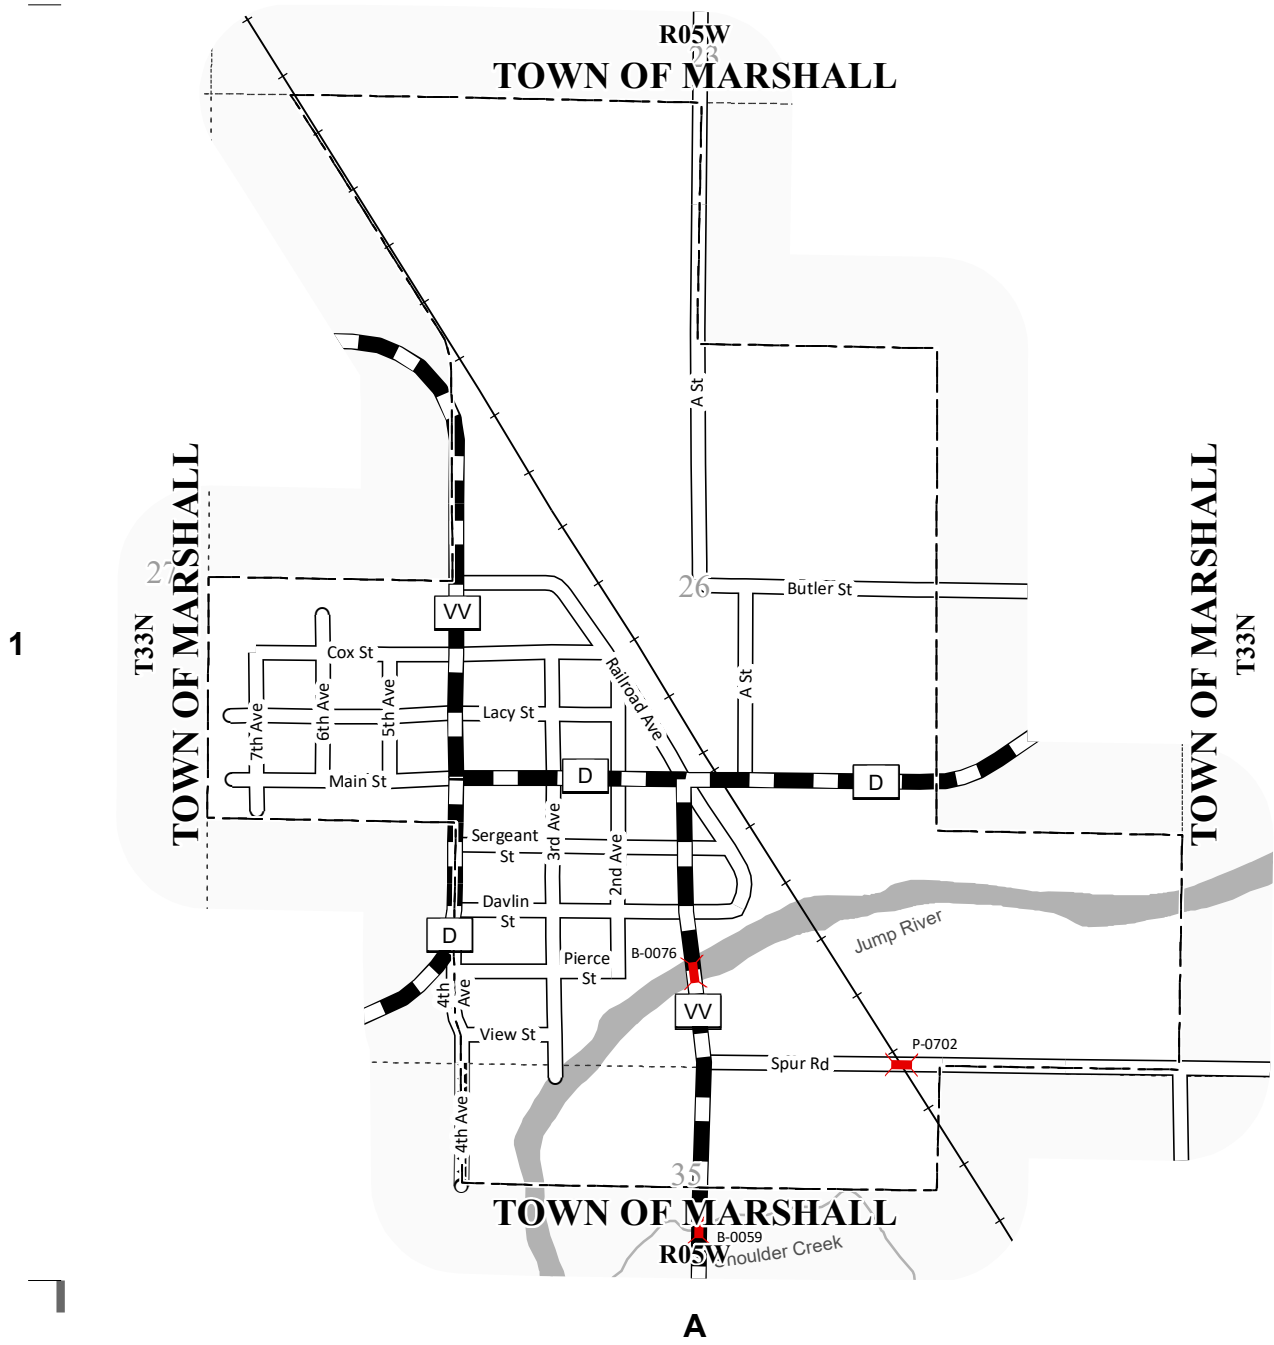 R05W
23
TOWN OF MARSHALL
A St
TOWN OF MARSHALL
TOWN OF MARSHALL
27
26
Butler St
VV
1
T33N
T33N
Cox St
Railroad Ave
A St
7th Ave
6th Ave
5th Ave
Lacy St
Main St
D
D
Sergeant
St
3rd Ave
2nd Ave
Davlin
St
Jump River
D
B-0076
Pierce
St
4th
Ave
VV
View St
P-0702
Spur Rd
4th Ave
35
TOWN OF MARSHALL
B-0059
R05W
Creek
A